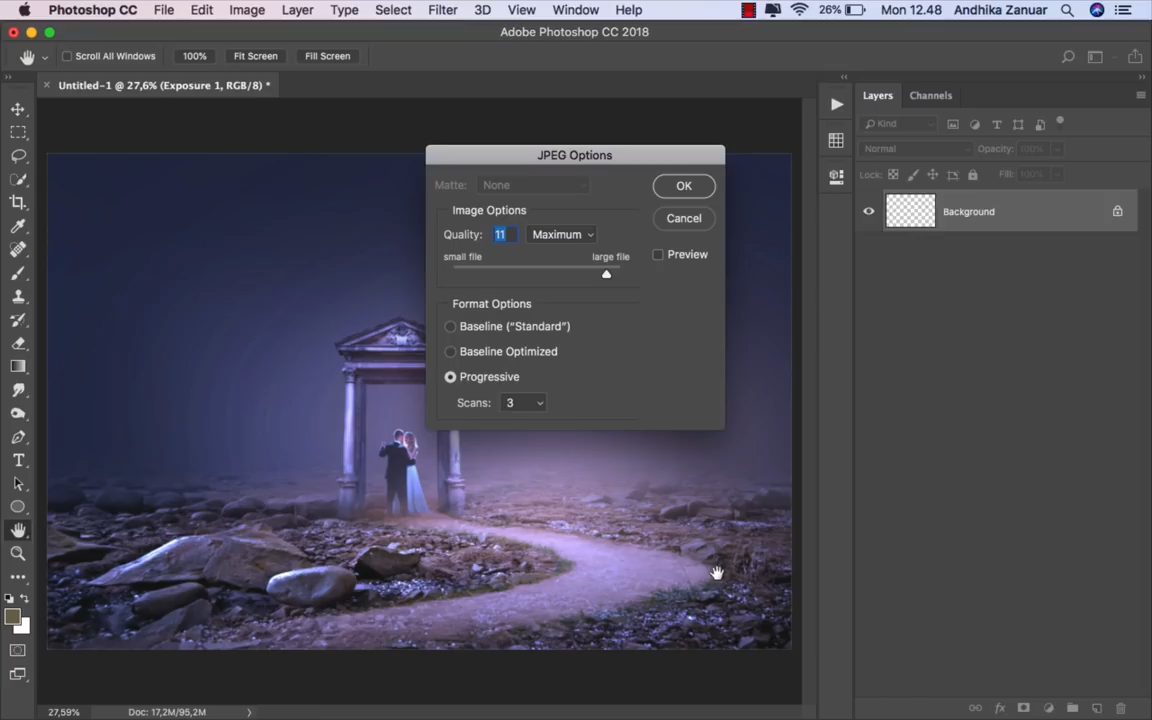 Photoshop CC File Edit Image Layer Type Select Filter 3D View Window Help 26% Mon 12.48 Andhika Zanuar
Adobe Photoshop CC 2018
Scroll All Windows 100% Fit Screen Fill Screen
Untitled-1 @ 27,6% (Exposure 1, RGB/8) *
Layers Channels
Kind
Normal Opacity: 100%
Lock: Fill: 100%
Background
JPEG Options
Matte: None
OK
Image Options
Quality: 11 Maximum
Cancel
small file large file
Preview
Format Options
Baseline (“Standard”)
Baseline Optimized
Progressive
Scans: 3
27,59% Doc: 17,2M/95,2M